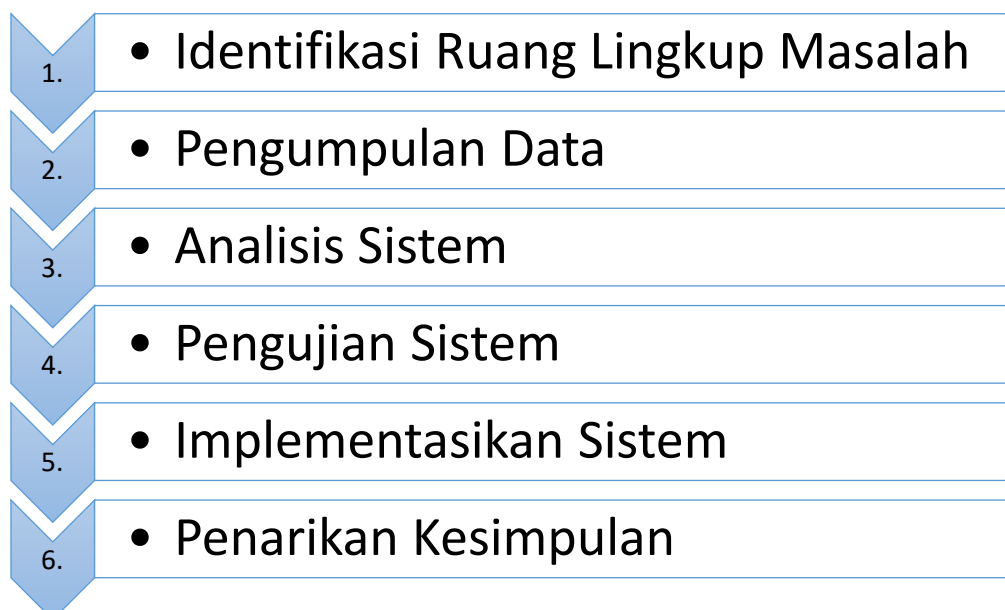 1. • Identifikasi Ruang Lingkup Masalah
2. • Pengumpulan Data
3. • Analisis Sistem
4. • Pengujian Sistem
5. • Implementasikan Sistem
6. • Penarikan Kesimpulan